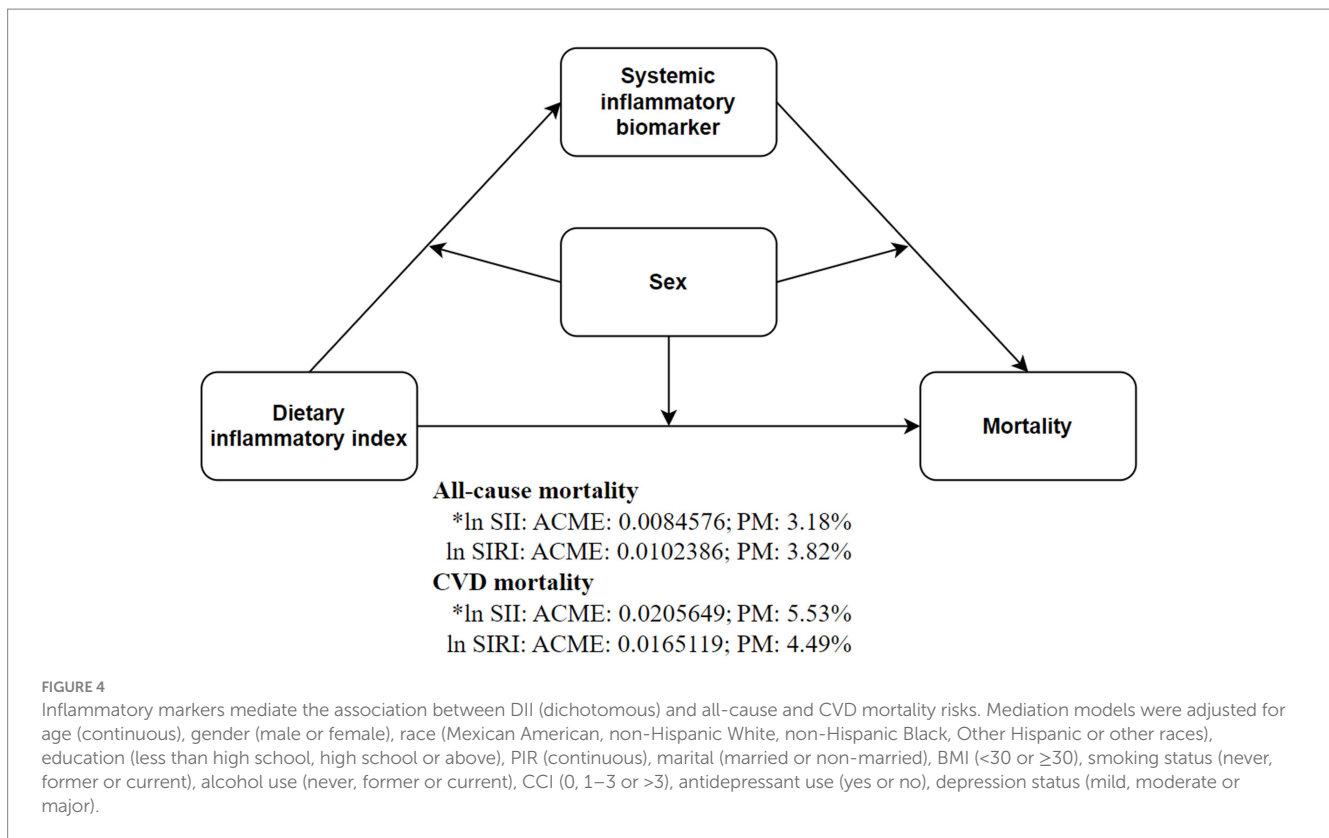 Systemic
inflammatory
biomarker
Sex
Dietary
inflammatory index
Mortality
All-cause mortality
*ln SII: ACME: 0.0084576; PM: 3.18%
ln SIRI: ACME: 0.0102386; PM: 3.82%
CVD mortality
*ln SII: ACME: 0.0205649; PM: 5.53%
ln SIRI: ACME: 0.0165119; PM: 4.49%
FIGURE 4
Inflammatory markers mediate the association between DII (dichotomous) and all-cause and CVD mortality risks. Mediation models were adjusted for
age (continuous), gender (male or female), race (Mexican American, non-Hispanic White, non-Hispanic Black, Other Hispanic or other races),
education (less than high school, high school or above), PIR (continuous), marital (married or non-married), BMI (<30 or ≥30), smoking status (never,
former or current), alcohol use (never, former or current), CCI (0, 1–3 or >3), antidepressant use (yes or no), depression status (mild, moderate or
major).